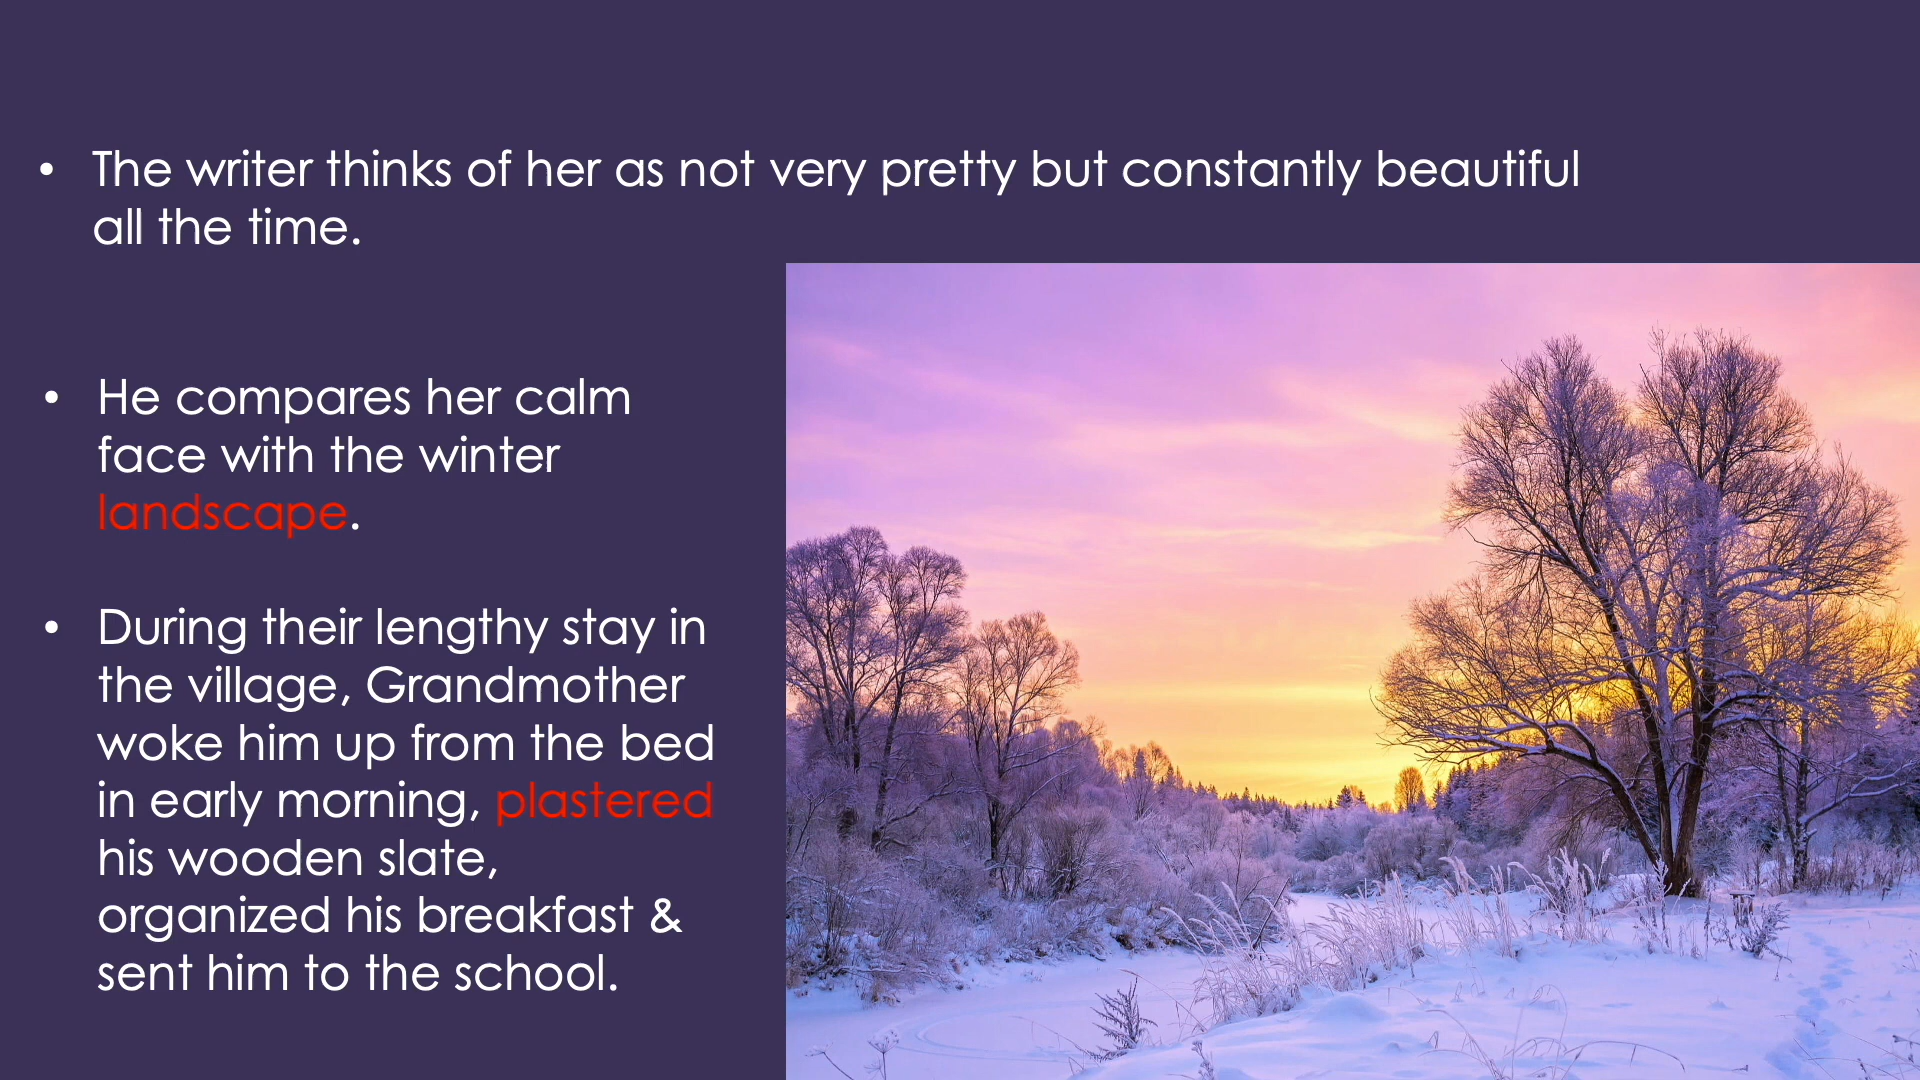 • The writer thinks of her as not very pretty but constantly beautiful
all the time.
• He compares her calm
face with the winter
landscape.
• During their lengthy stay in
the village, Grandmother
woke him up from the bed
in early morning, plastered
his wooden slate,
organized his breakfast &
sent him to the school.